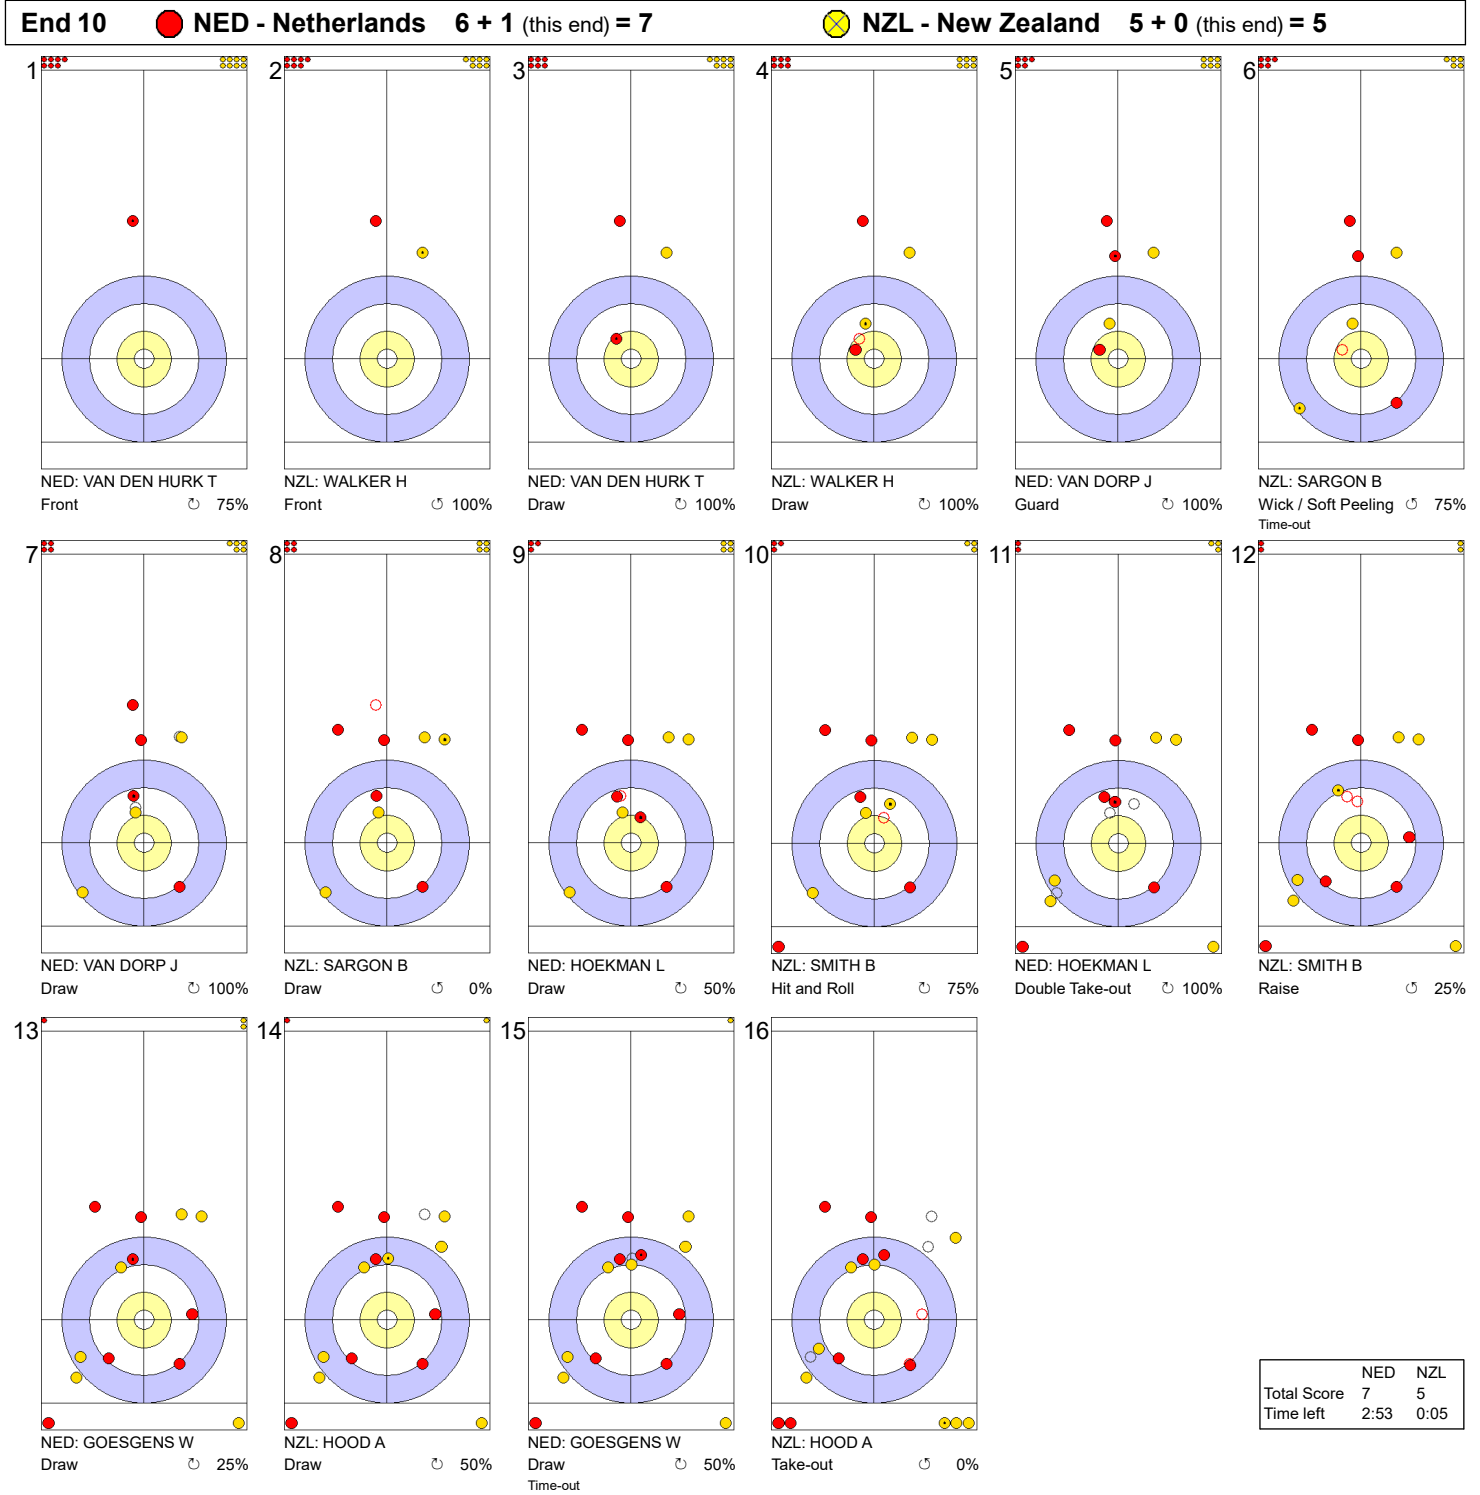 End 10 NED - Netherlands 6 + 1 (this end) = 7 NZL - New Zealand 5 + 0 (this end) = 5
1 2 3 4 5 6
NED: VAN DEN HURK T NZL: WALKER H NED: VAN DEN HURK T NZL: WALKER H NED: VAN DORP J NZL: SARGON B
Front ↻ 75% Front ↺ 100% Draw ↻ 100% Draw ↺ 100% Guard ↻ 100% Wick / Soft Peeling ↺ 75%
Time-out
7 8 9 10 11 12
NED: VAN DORP J NZL: SARGON B NED: HOEKMAN L NZL: SMITH B NED: HOEKMAN L NZL: SMITH B
Draw ↻ 100% Draw ↺ 0% Draw ↻ 50% Hit and Roll ↻ 75% Double Take-out ↻ 100% Raise ↺ 25%
13 14 15 16
NED NZL
Total Score 7 5
Time left 2:53 0:05
NED: GOESGENS W NZL: HOOD A NED: GOESGENS W NZL: HOOD A
Draw ↻ 25% Draw ↺ 50% Draw ↻ 50% Take-out ↺ 0%
Time-out